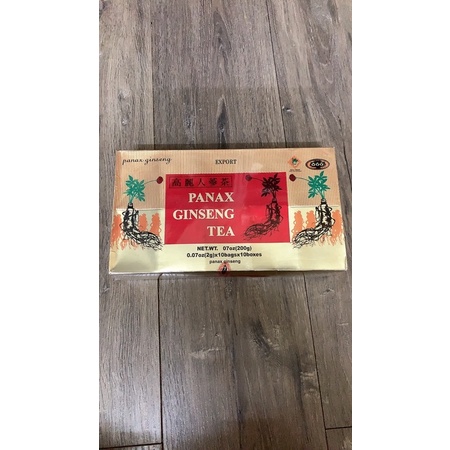 panax ginseng
EXPORT
666
高麗人蔘茶
PANAX
GINSENG
TEA
NET.WT. 07oz(200g)
0.07oz(2g)x10bagsx10boxes
panax ginseng